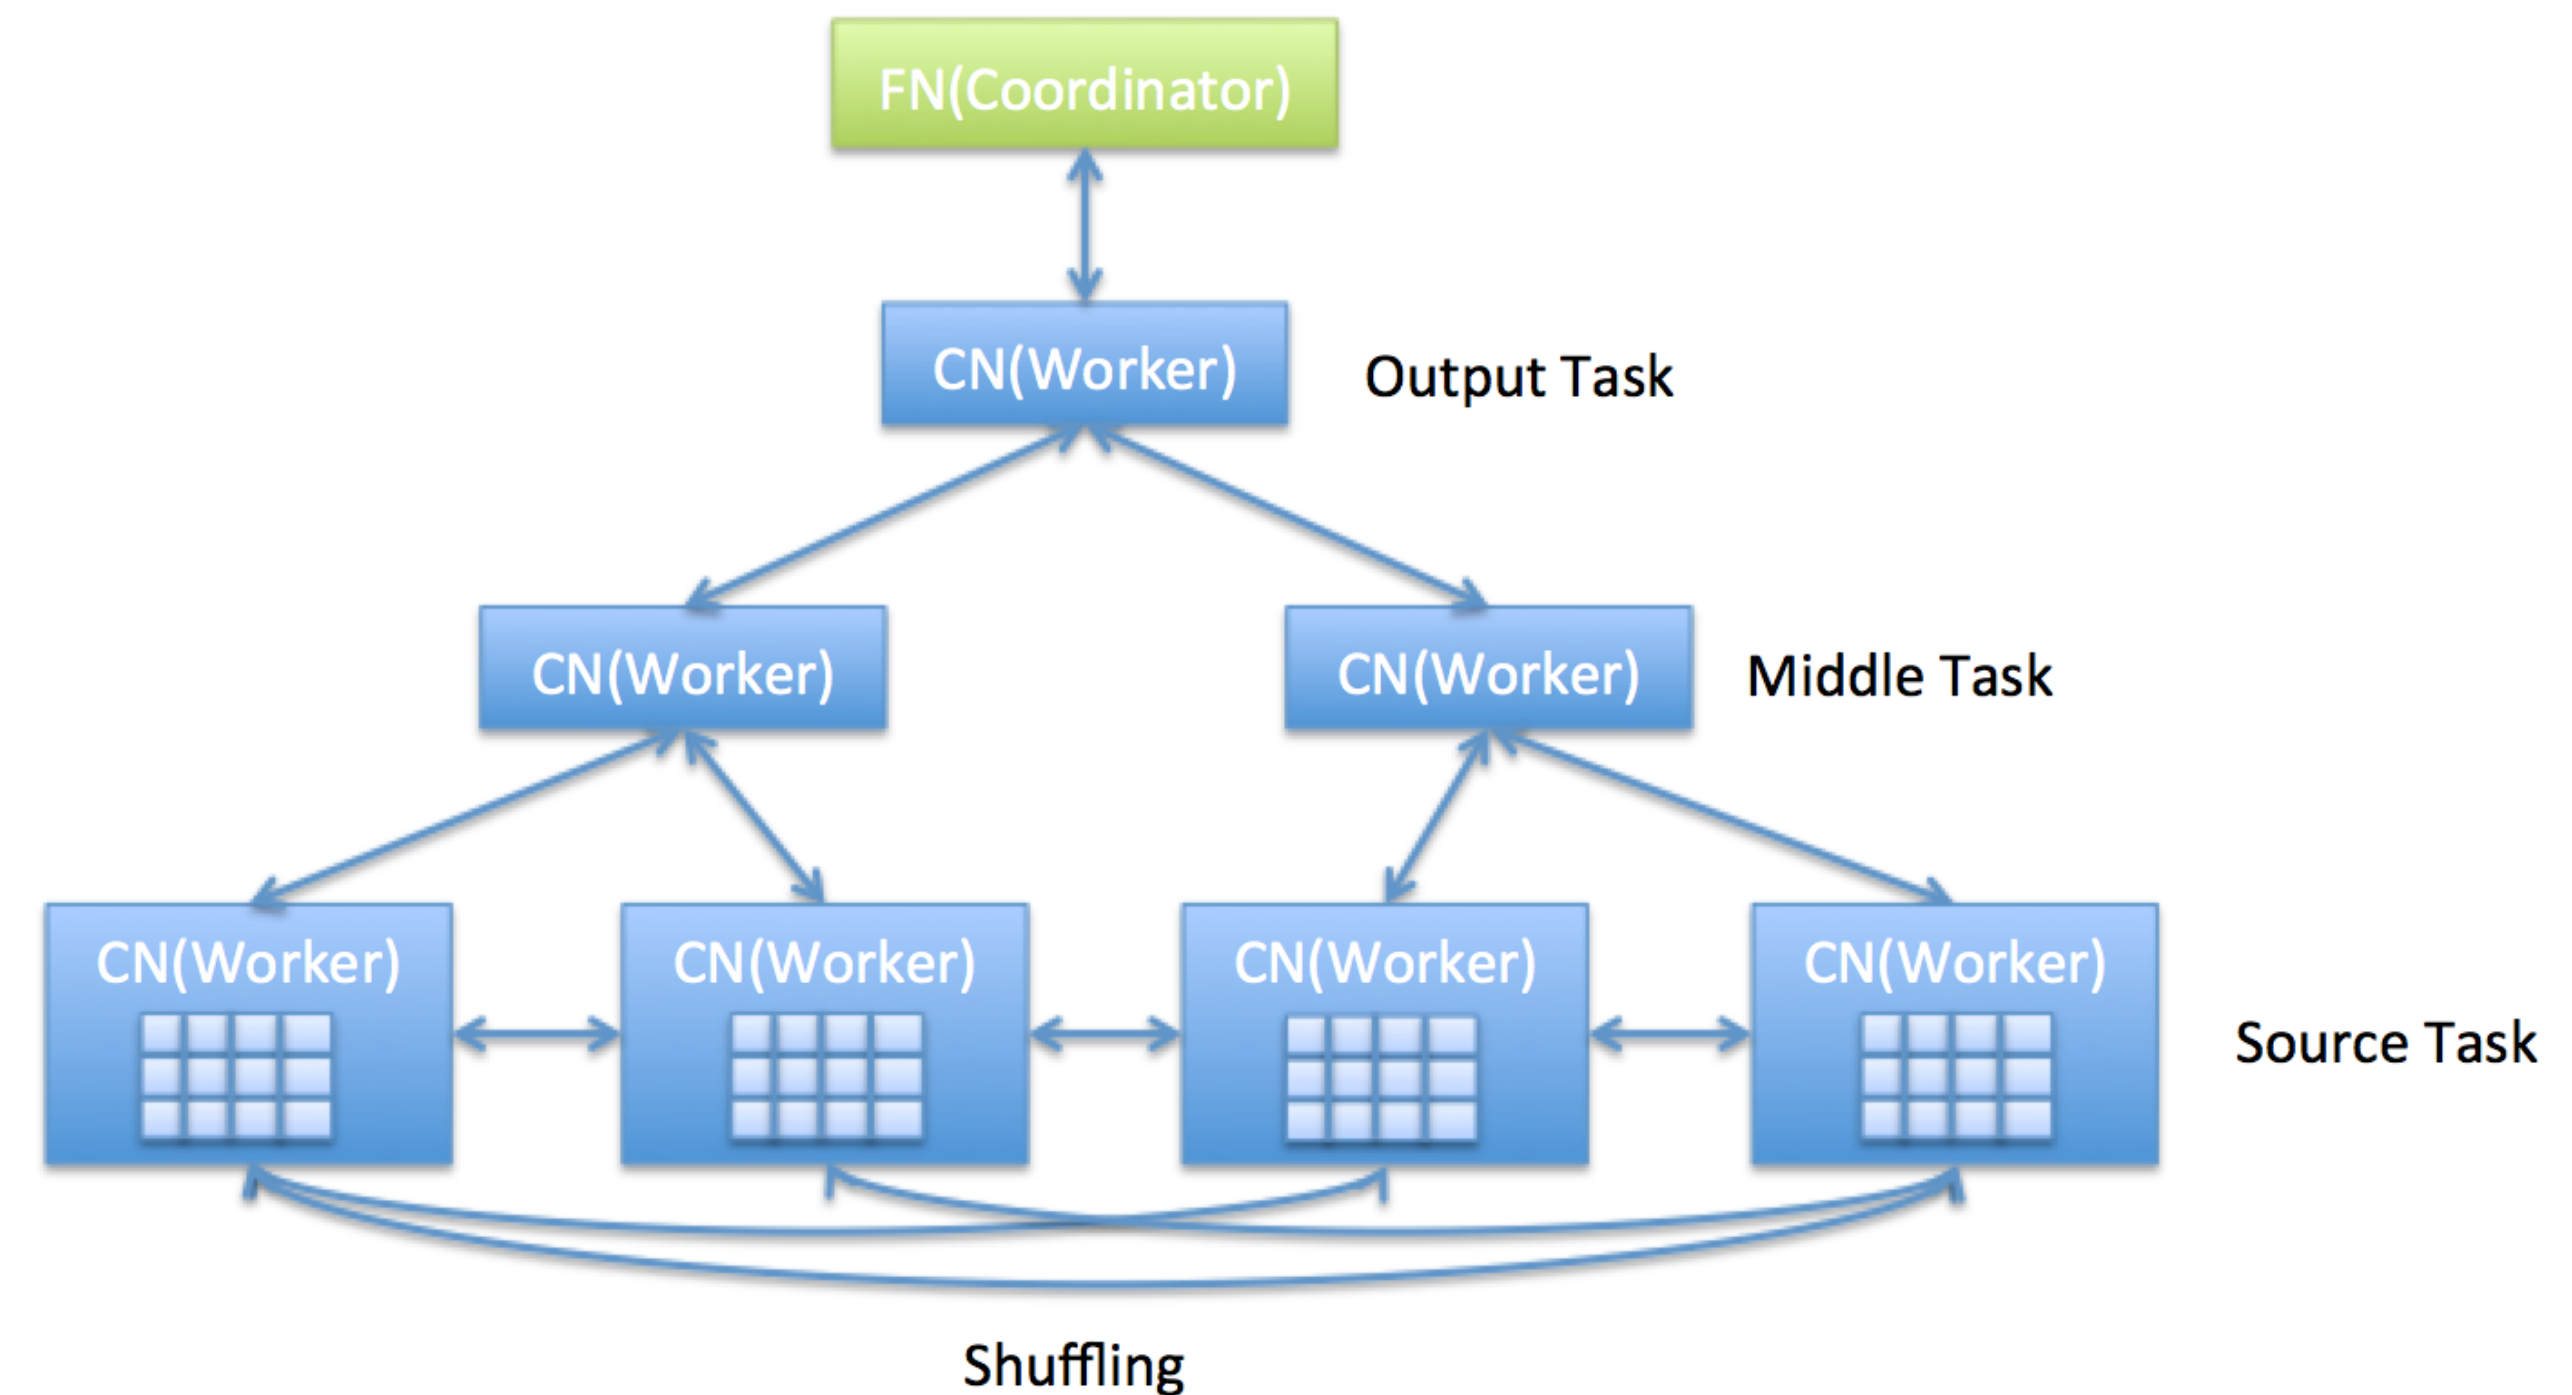 FN(Coordinator)
CN(Worker)
Output Task
CN(Worker)
CN(Worker)
Middle Task
CN(Worker)
CN(Worker)
CN(Worker)
CN(Worker)
Source Task
Shuffling